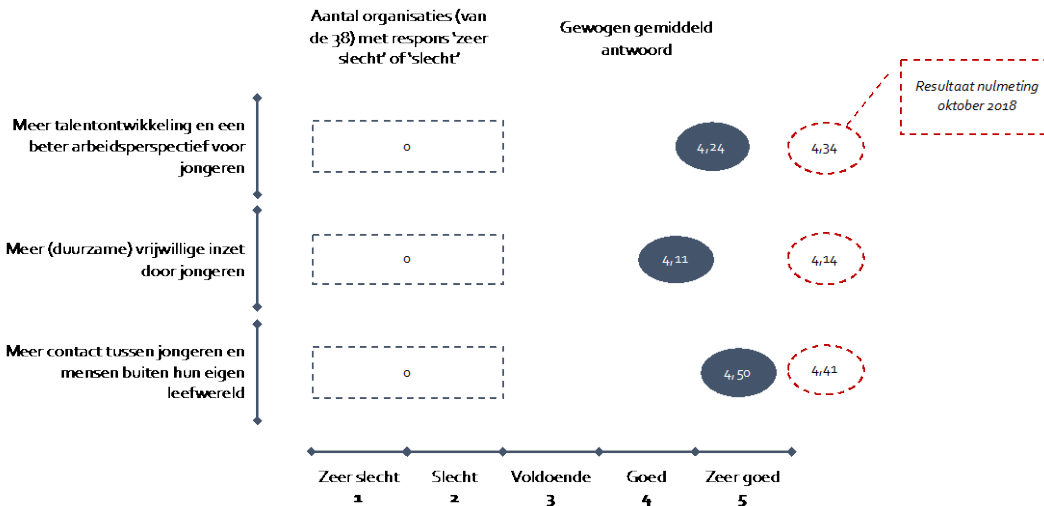 Aantal organisaties (van
de 38) met respons ‘zeer
slecht’ of ‘slecht’
Gewogen gemiddeld
antwoord
Resultaat nulmeting
oktober 2018
Meer talentontwikkeling en een
beter arbeidsperspectief voor
jongeren
0
4,24
4,34
Meer (duurzame) vrijwillige inzet
door jongeren
0
4,11
4,14
Meer contact tussen jongeren en
mensen buiten hun eigen
leefwereld
0
4,50
4,41
Zeer slecht
1
Slecht
2
Voldoende
3
Goed
4
Zeer goed
5